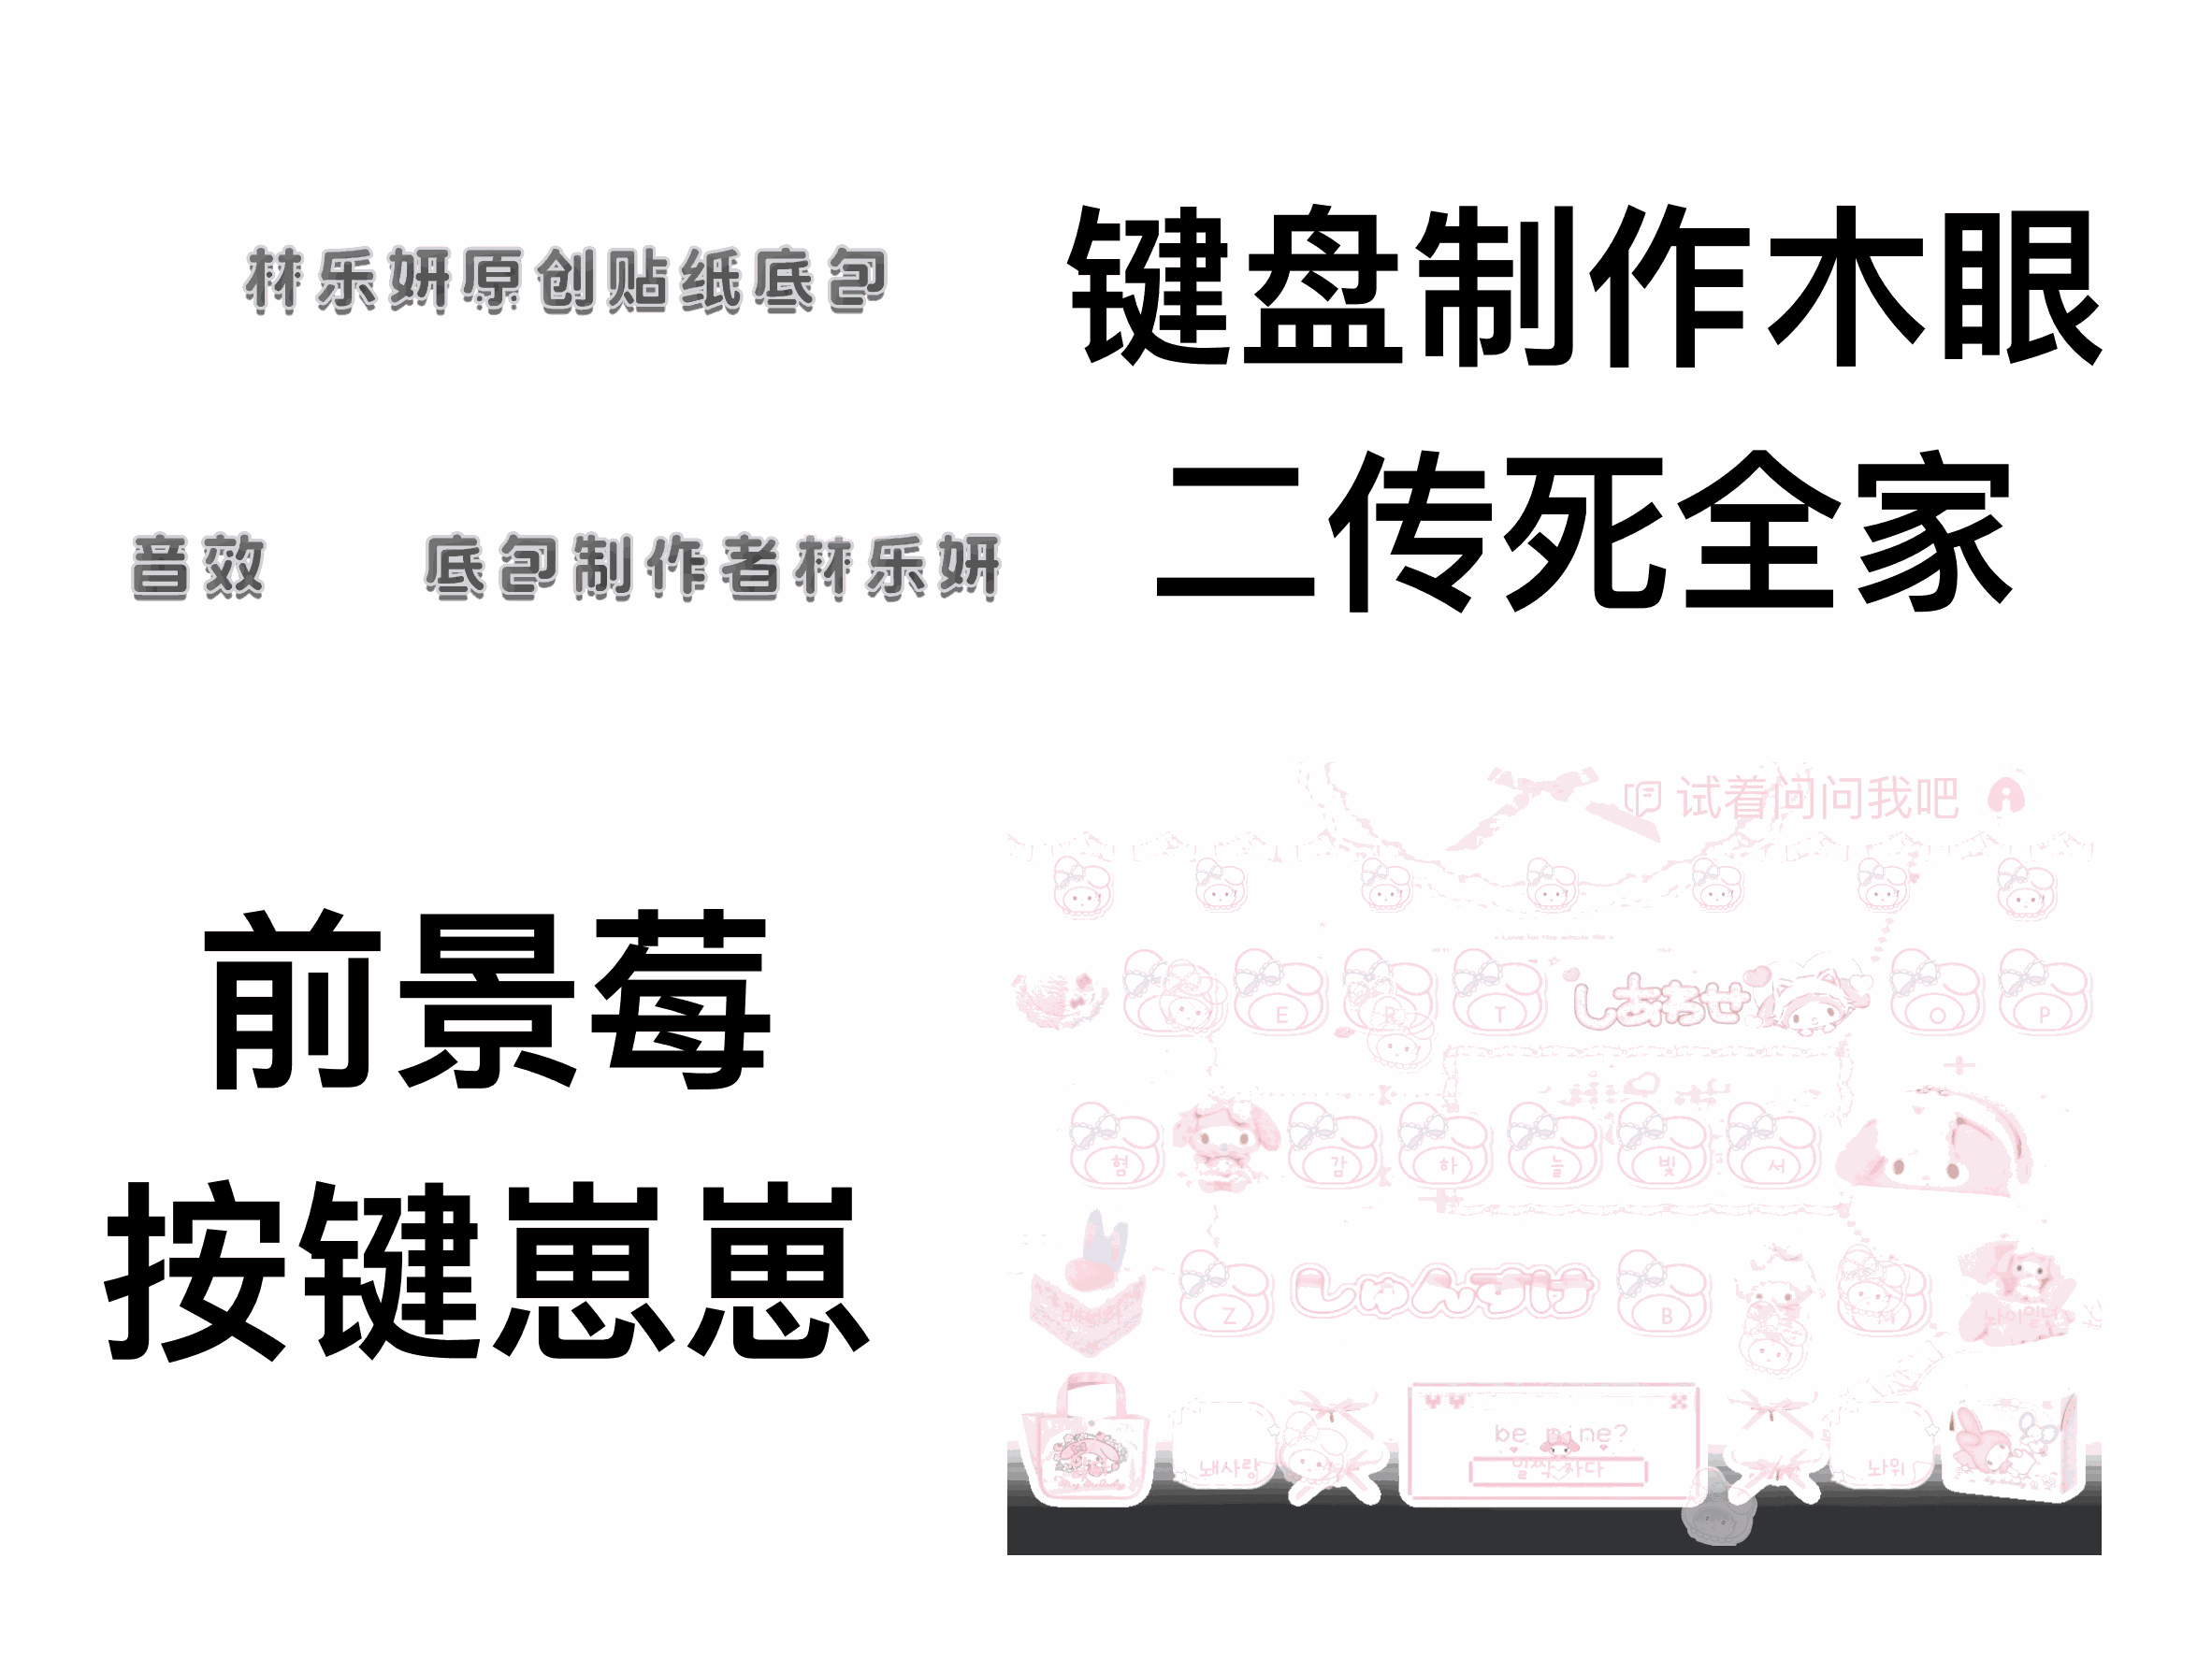 林乐妍原创贴纸底包
键盘制作木眼
二传死全家
音效 底包制作者林乐妍
前景莓
按键崽崽
试着问问我吧
E R T しあわせ O P
혐 감 하 늘 빛 서
Z しゅんすけ B M
be mine?
놰사랑 일싹 자다 놔위